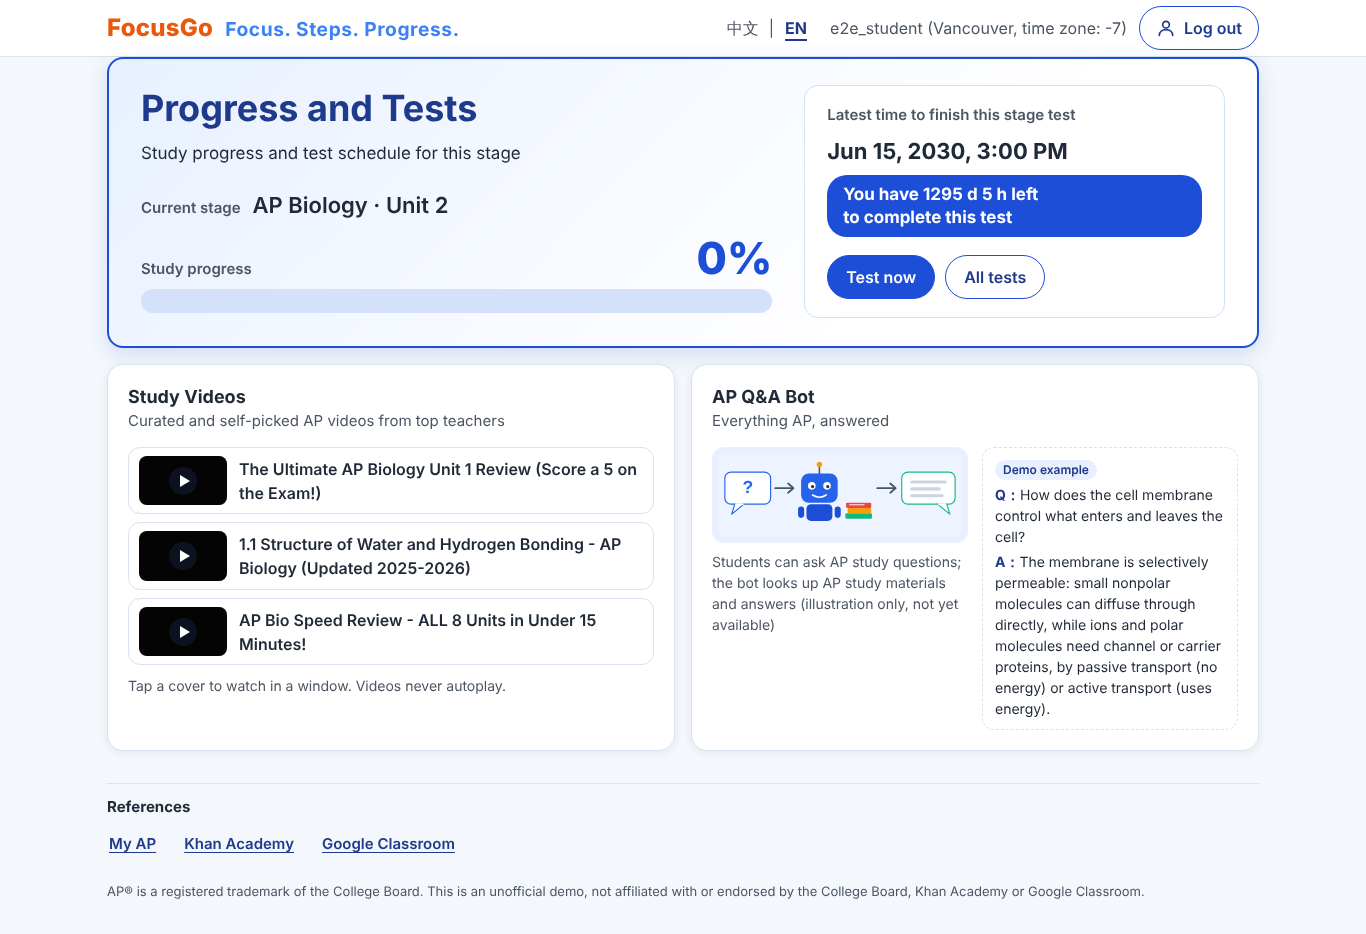 FocusGo Focus. Steps. Progress.
中文 | EN e2e_student (Vancouver, time zone: -7) Log out
Progress and Tests
Study progress and test schedule for this stage
Current stage AP Biology · Unit 2
Study progress 0%
Latest time to finish this stage test
Jun 15, 2030, 3:00 PM
You have 1295 d 5 h left
to complete this test
Test now All tests
Study Videos
Curated and self-picked AP videos from top teachers
The Ultimate AP Biology Unit 1 Review (Score a 5 on
the Exam!)
1.1 Structure of Water and Hydrogen Bonding - AP
Biology (Updated 2025-2026)
AP Bio Speed Review - ALL 8 Units in Under 15
Minutes!
Tap a cover to watch in a window. Videos never autoplay.
AP Q&A Bot
Everything AP, answered
?
Students can ask AP study questions;
the bot looks up AP study materials
and answers (illustration only, not yet
available)
Demo example
Q：How does the cell membrane
control what enters and leaves the
cell?
A：The membrane is selectively
permeable: small nonpolar
molecules can diffuse through
directly, while ions and polar
molecules need channel or carrier
proteins, by passive transport (no
energy) or active transport (uses
energy).
References
My AP Khan Academy Google Classroom
AP® is a registered trademark of the College Board. This is an unofficial demo, not affiliated with or endorsed by the College Board, Khan Academy or Google Classroom.